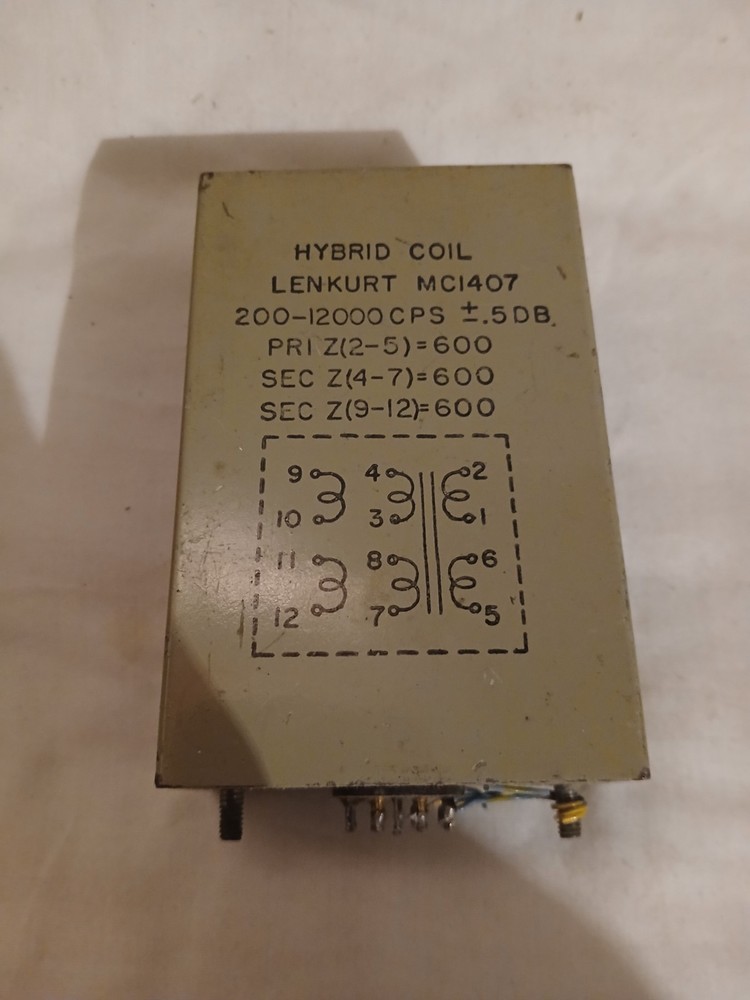 HYBRID COIL
LENKURT MC1407
200-12000 CPS ±.5DB.
PRI Z(2-5)=600
SEC Z(4-7)=600
SEC Z(9-12)=600
9 4 2
10 3 1
11 8 6
12 7 5